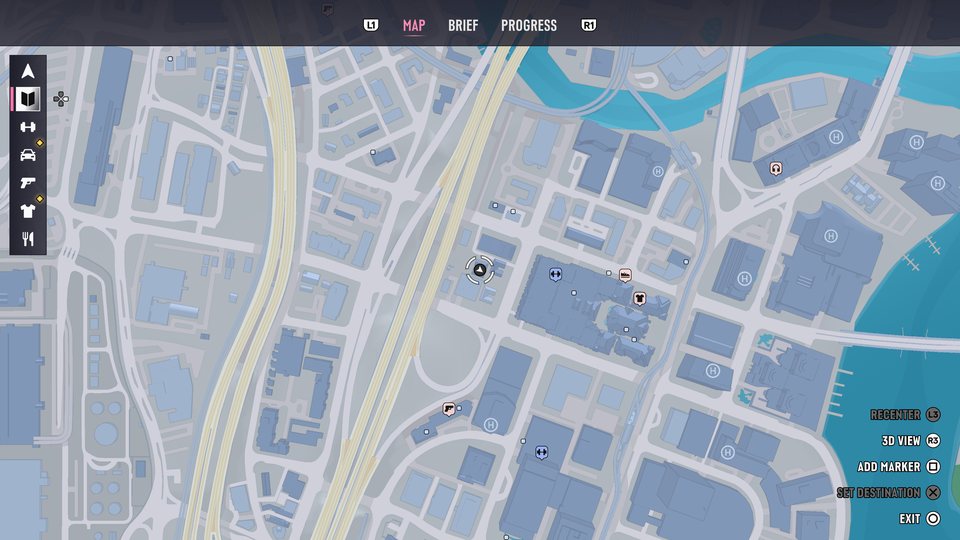 L1 MAP BRIEF PROGRESS R1
H
H
H
H
H
H
H
H
H
RECENTER L3
3D VIEW R3
ADD MARKER
SET DESTINATION
EXIT